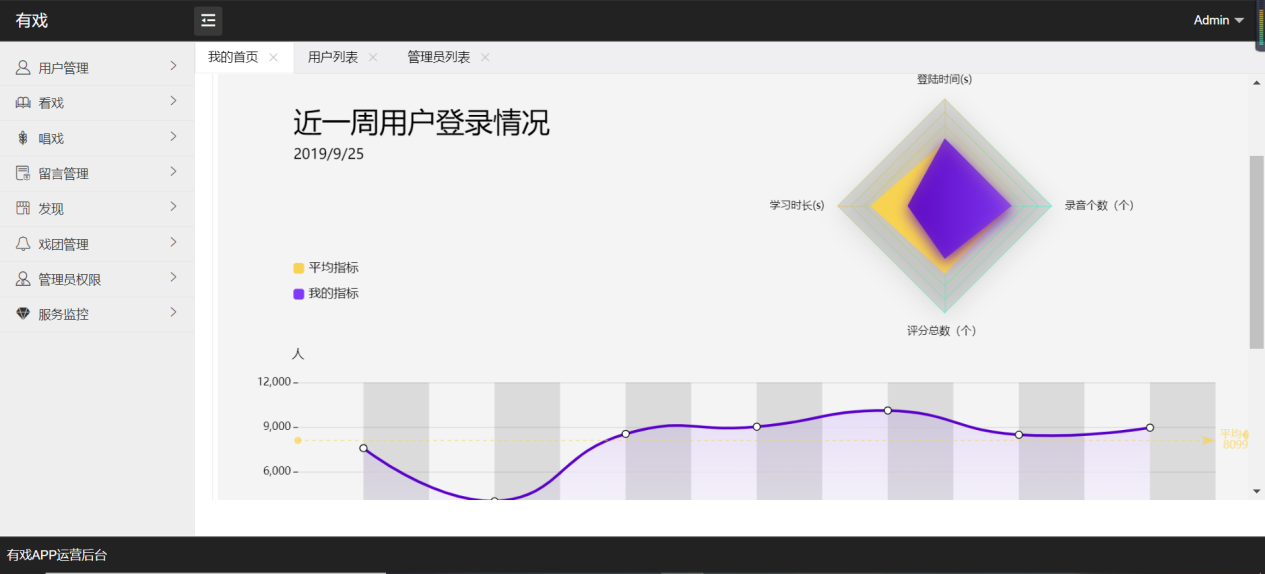 有戏
Admin
用户管理
看戏
唱戏
留言管理
发现
戏团管理
管理员权限
服务监控
我的首页
用户列表
管理员列表
近一周用户登录情况
2019/9/25
登陆时间(s)
学习时长(s)
录音个数（个）
评分总数（个）
平均指标
我的指标
人
12,000
9,000
6,000
平均
8099
有戏APP运营后台